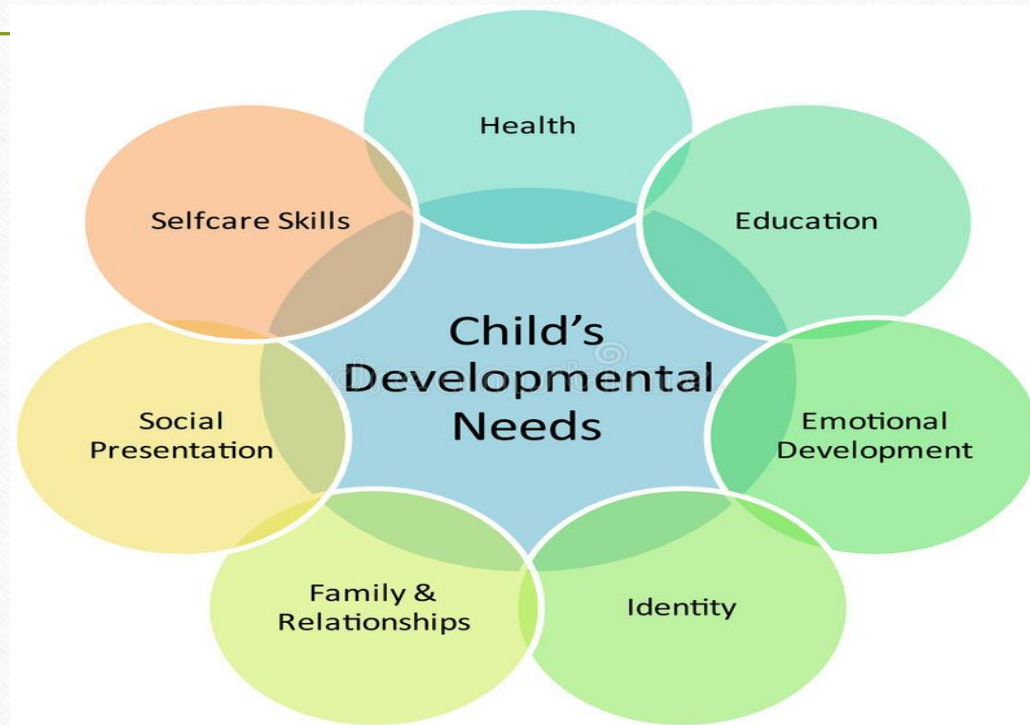 Health
Education
Emotional
Development
Identity
Family &
Relationships
Social
Presentation
Selfcare Skills
Child’s
Developmental
Needs